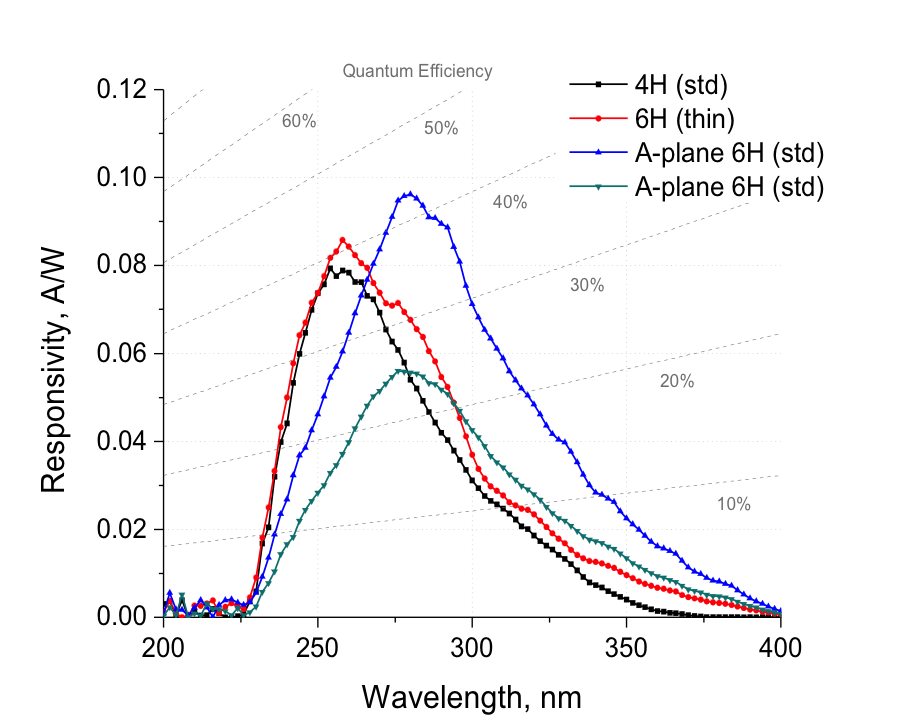 Quantum Efficiency
60%
50%
40%
30%
20%
10%
4H (std)
6H (thin)
A-plane 6H (std)
A-plane 6H (std)
Responsivity, A/W
0.12
0.10
0.08
0.06
0.04
0.02
0.00
200
250
300
350
400
Wavelength, nm